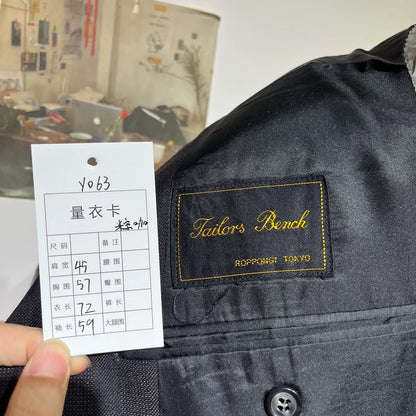 Y063
量衣卡
尺码 备注
肩宽 45 腰围
胸围 57 臀围
衣长 72 裤长
袖长 59 大腿围
Tailors Bench
ROPPONGI TOKYO